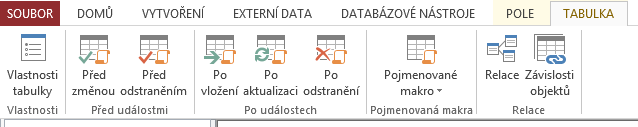 SOUBOR DOMŮ VYTVOŘENÍ EXTERNÍ DATA DATABÁZOVÉ NÁSTROJE POLE TABULKA
Vlastnosti tabulky
Před změnou
Před odstraněním
Po vložení
Po aktualizaci
Po odstranění
Pojmenované makro
Relace
Závislosti objektů
Vlastnosti Před událostmi Po událostech Pojmenovaná makra Relace